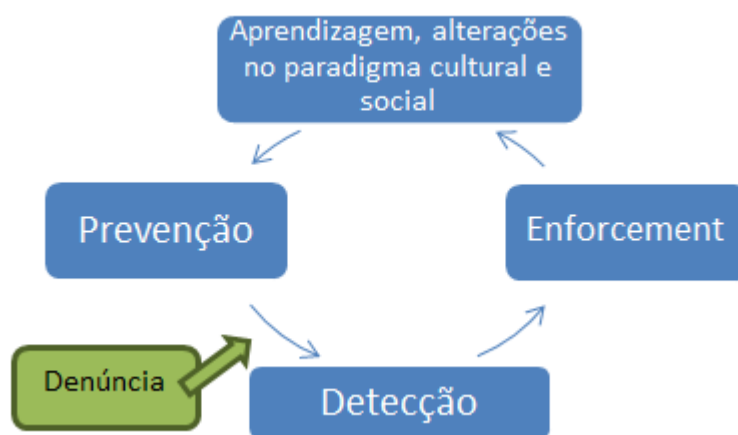 Aprendizagem, alterações
no paradigma cultural e
social
Prevenção
Enforcement
Denúncia
Detecção